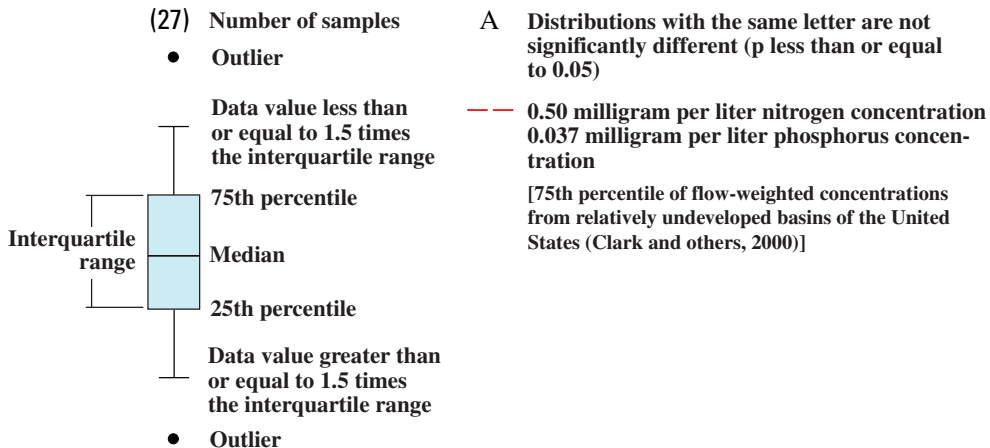 (27) Number of samples
Outlier
Data value less than
or equal to 1.5 times
the interquartile range
75th percentile
Interquartile
range
Median
25th percentile
Data value greater than
or equal to 1.5 times
the interquartile range
Outlier
A Distributions with the same letter are not
significantly different (p less than or equal
to 0.05)
0.50 milligram per liter nitrogen concentration
0.037 milligram per liter phosphorus concen-
tration
[75th percentile of flow-weighted concentrations
from relatively undeveloped basins of the United
States (Clark and others, 2000)]